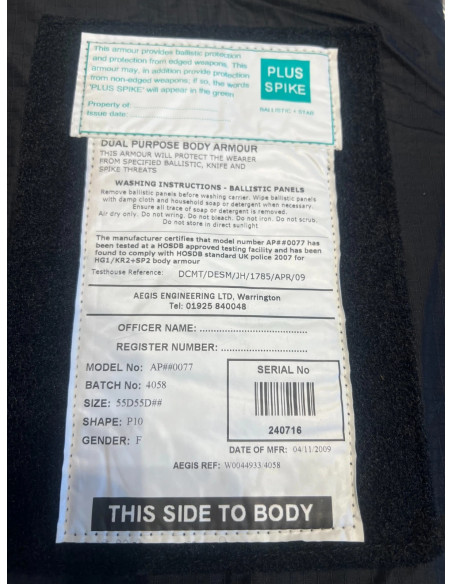 This armour provides ballistic protection
and protection from edged weapons. This
armour may, in addition provide protection
from non-edged weapons; if so, the words
'PLUS SPIKE' will appear in the green.
Property of:
Issue date:
PLUS
SPIKE
BALLISTIC + STAB
DUAL PURPOSE BODY ARMOUR
THIS ARMOUR WILL PROTECT THE WEARER
FROM SPECIFIED BALLISTIC, KNIFE AND
SPIKE THREATS
WASHING INSTRUCTIONS - BALLISTIC PANELS
Remove ballistic panels before washing carrier. Wipe ballistic panels
with damp cloth and household soap or detergent when necessary.
Ensure all trace of soap or detergent is removed.
Air dry only. Do not wring. Do not bleach. Do not iron. Do not scrub.
Do not store in direct sunlight
The manufacturer certifies that model number AP##0077 has
been tested at a HOSDB approved testing facility and has been
found to comply with HOSDB standard UK police 2007 for
HG1/KR2+SP2 body armour
Testhouse Reference: DCMT/DESM/JH/1785/APR/09
AEGIS ENGINEERING LTD, Warrington
Tel: 01925 840048
OFFICER NAME: ................................
REGISTER NUMBER: ..........................
MODEL No: AP##0077
BATCH No: 4058
SIZE: 55D55D##
SHAPE: P10
GENDER: F
SERIAL No
240716
DATE OF MFR: 04/11/2009
AEGIS REF: W0044933/4058
THIS SIDE TO BODY